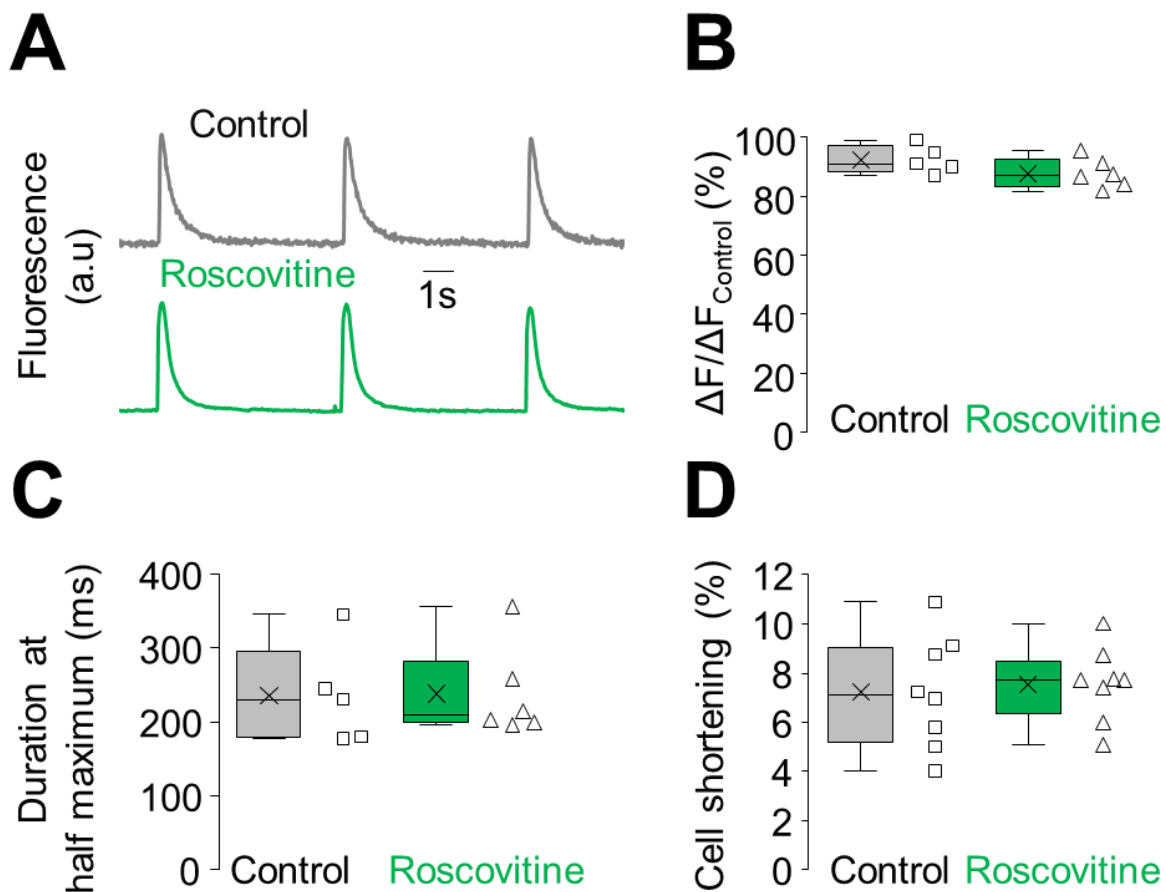 A
Fluorescence
(a.u)
Control
Roscovitine
1s
B
ΔF/ΔFControl (%)
100
80
60
40
20
0
Control
Roscovitine
C
Duration at
half maximum (ms)
400
300
200
100
0
Control
Roscovitine
D
Cell shortening (%)
12
10
8
6
4
2
0
Control
Roscovitine